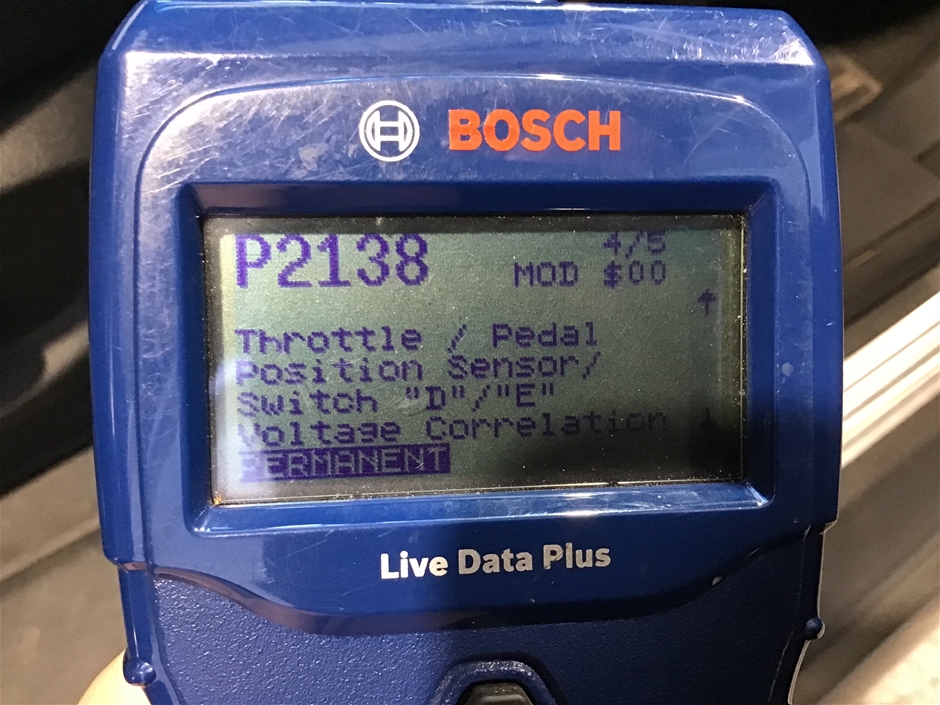 BOSCH
P2138
4/5
MOD $00
Throttle / Pedal
Position Sensor/
Switch "D"/"E"
Voltage Correlation
PERMANENT
Live Data Plus